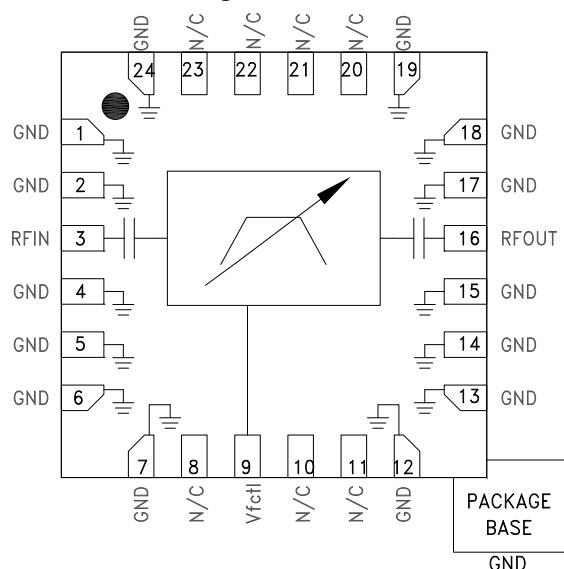 GND N/C N/C N/C N/C GND
24 23 22 21 20 19
GND 1 18 GND
GND 2 17 GND
RFIN 3 16 RFOUT
GND 4 15 GND
GND 5 14 GND
GND 6 13 GND
7 8 9 10 11 12
GND N/C Vfctl N/C N/C GND
PACKAGE
BASE
GND